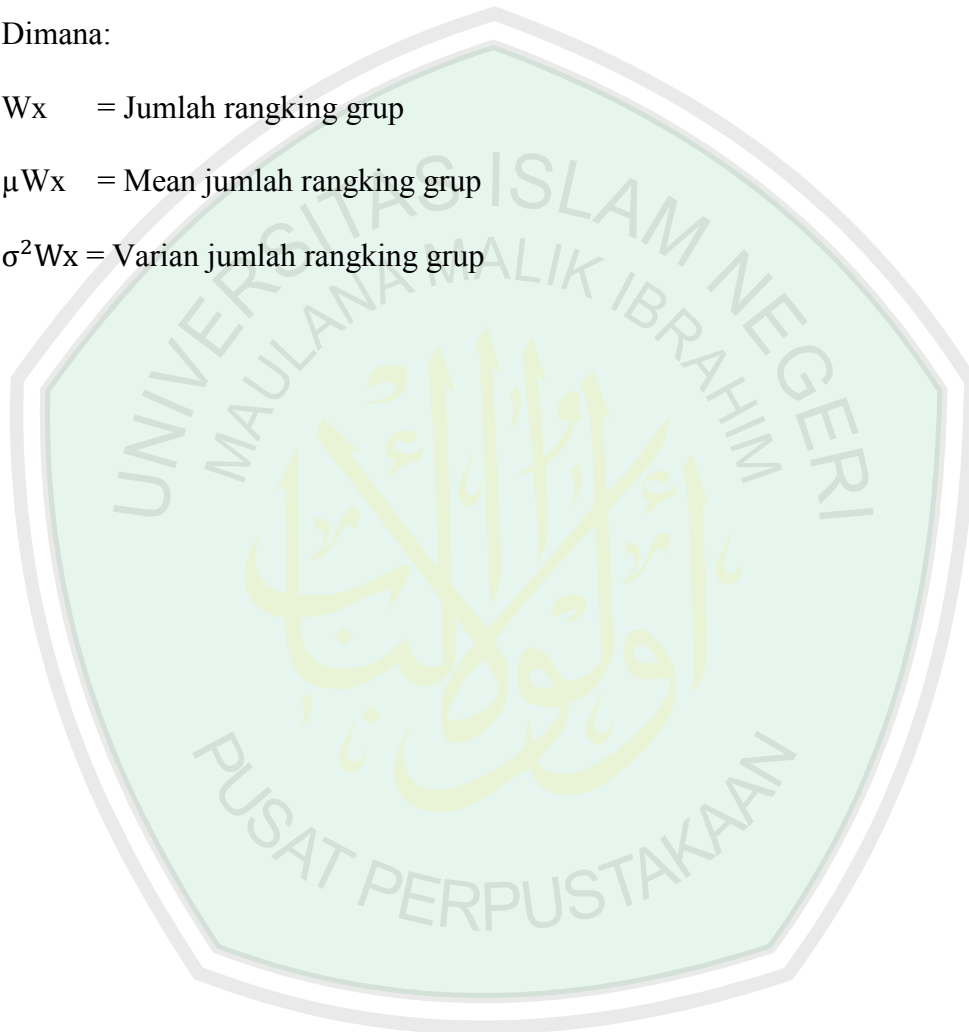 Dimana:
Wx = Jumlah rangking grup
µWx = Mean jumlah rangking grup
σ²Wx = Varian jumlah rangking grup
UNIVERSITAS ISLAM NEGERI
MAULANA MALIK IBRAHIM
PUSAT PERPUSTAKAAN